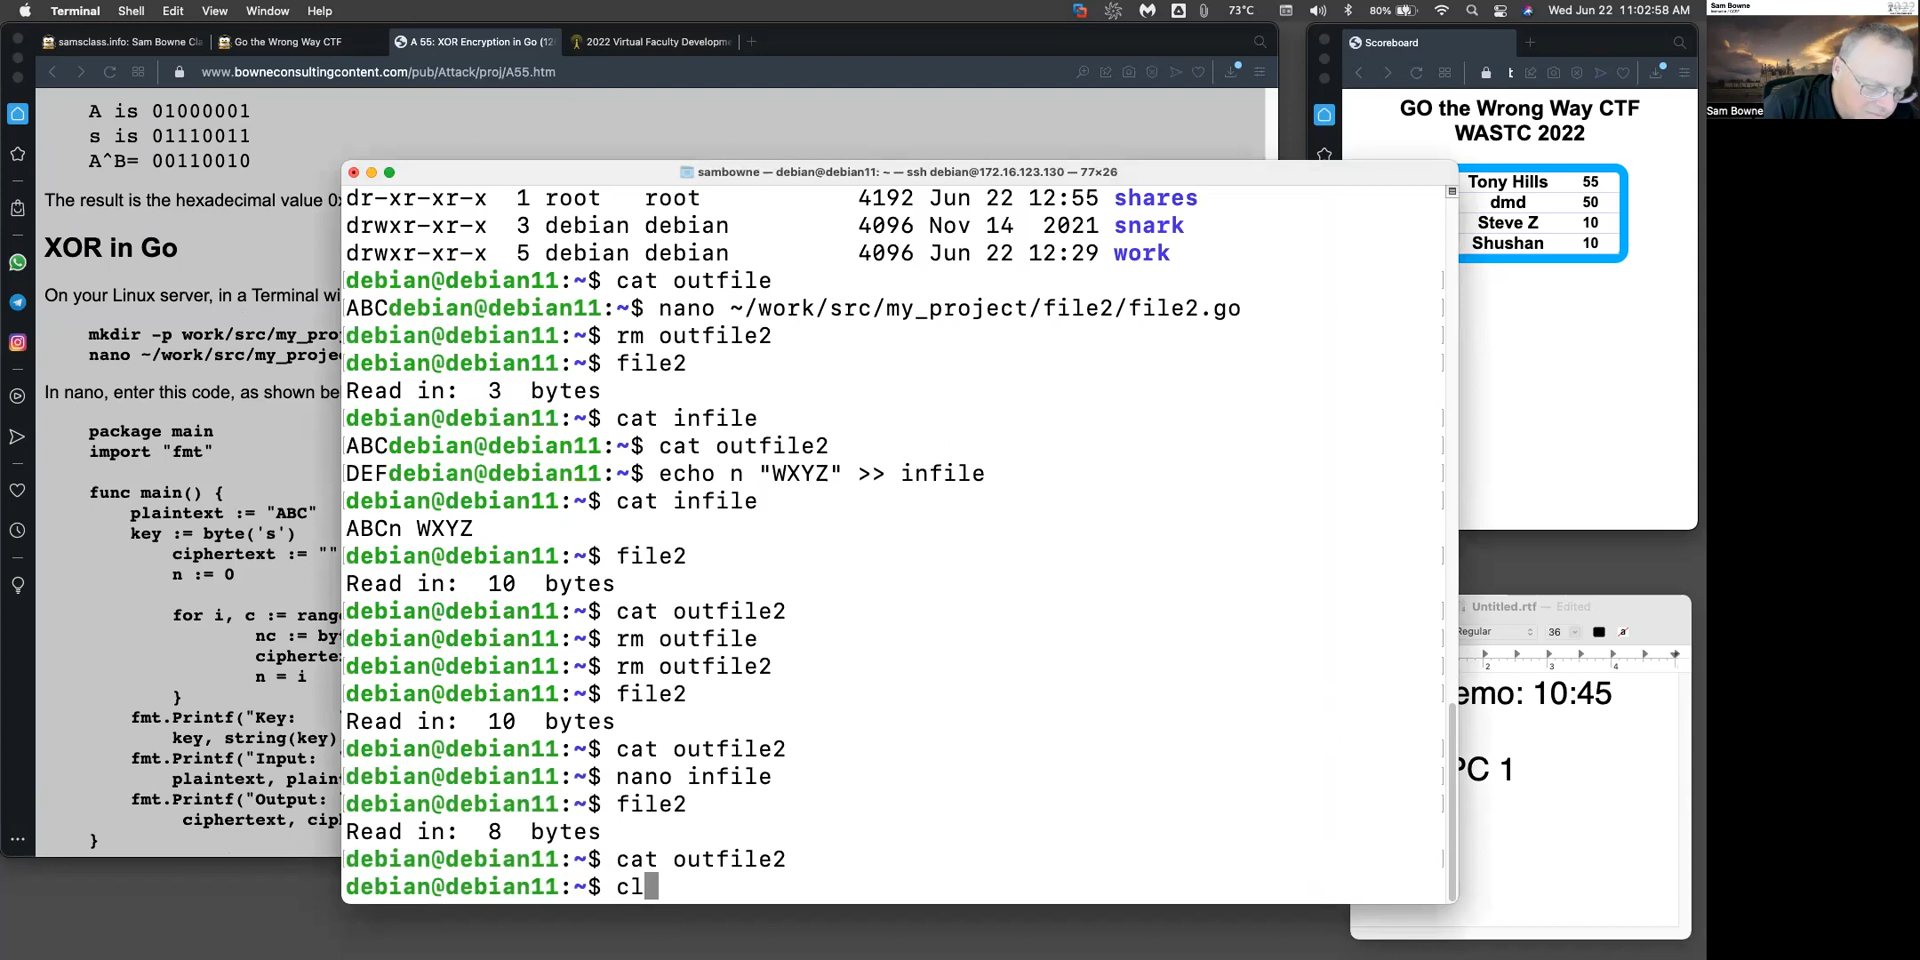 Terminal Shell Edit View Window Help 73°C 80% Wed Jun 22 11:02:58 AM
samsclass.info: Sam Bowne Cla Go the Wrong Way CTF A 55: XOR Encryption in Go (12 2022 Virtual Faculty Developm
www.bowneconsultingcontent.com/pub/Attack/proj/A55.htm
A is 01000001
s is 01110011
A^B= 00110010
The result is the hexadecimal value 0x
XOR in Go
On your Linux server, in a Terminal wi
mkdir -p work/src/my_pro
nano ~/work/src/my_proje
In nano, enter this code, as shown be
package main
import "fmt"
func main() {
plaintext := "ABC"
key := byte('s')
ciphertext := ""
n := 0
for i, c := rang
nc := by
cipherte
n = i
}
fmt.Printf("Key:
key, string(key)
fmt.Printf("Input:
plaintext, plain
fmt.Printf("Output:
ciphertext, ciph
}
sambowne — debian@debian11: ~ — ssh debian@172.16.123.130 — 77×26
dr-xr-xr-x 1 root root 4192 Jun 22 12:55 shares
drwxr-xr-x 3 debian debian 4096 Nov 14 2021 snark
drwxr-xr-x 5 debian debian 4096 Jun 22 12:29 work
debian@debian11:~$ cat outfile
ABCdebian@debian11:~$ nano ~/work/src/my_project/file2/file2.go
debian@debian11:~$ rm outfile2
debian@debian11:~$ file2
Read in: 3 bytes
debian@debian11:~$ cat infile
ABCdebian@debian11:~$ cat outfile2
DEFdebian@debian11:~$ echo n "WXYZ" >> infile
debian@debian11:~$ cat infile
ABCn WXYZ
debian@debian11:~$ file2
Read in: 10 bytes
debian@debian11:~$ cat outfile2
debian@debian11:~$ rm outfile
debian@debian11:~$ rm outfile2
debian@debian11:~$ file2
Read in: 10 bytes
debian@debian11:~$ cat outfile2
debian@debian11:~$ nano infile
debian@debian11:~$ file2
Read in: 8 bytes
debian@debian11:~$ cat outfile2
debian@debian11:~$ cl
Scoreboard
GO the Wrong Way CTF
WASTC 2022
Tony Hills 55
dmd 50
Steve Z 10
Shushan 10
Untitled.rtf — Edited
Regular 36
2 3 4
emo: 10:45
PC 1
Sam Bowne
Sam Bowne